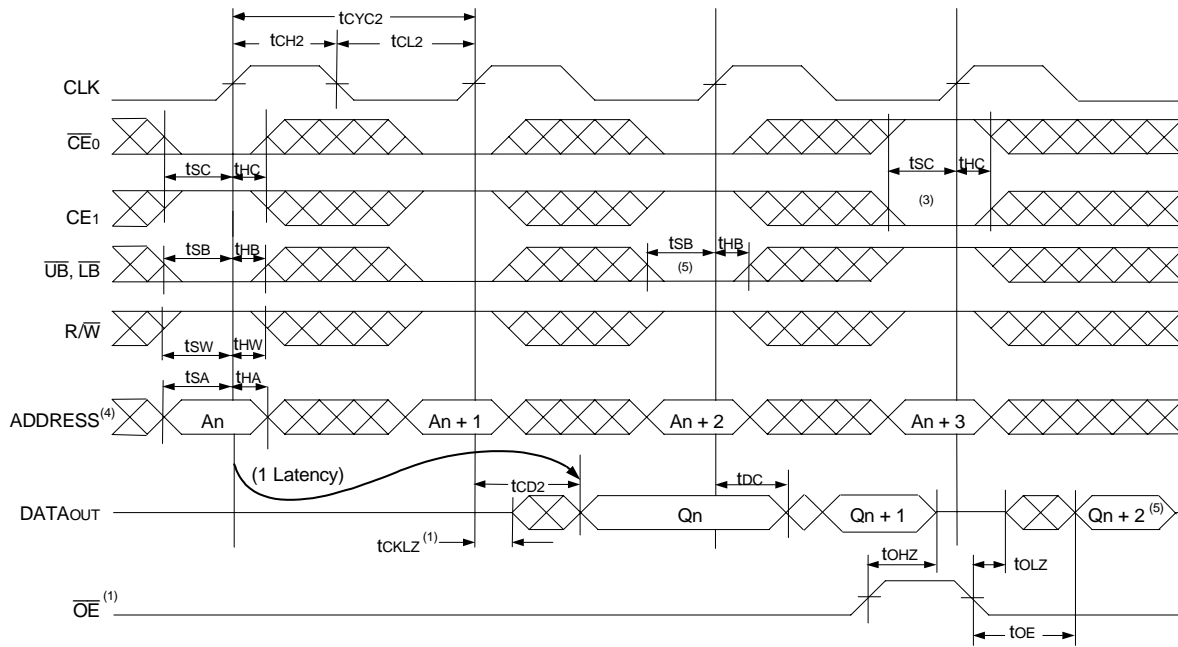 tCYC2
tCH2 tCL2
CLK
CE0
tSC tHC tSC tHC
CE1 (3)
tSB tHB tSB tHB
UB, LB (5)
R/W
tSW tHW
tSA tHA
ADDRESS(4) An An + 1 An + 2 An + 3
(1 Latency) tCD2 tDC
DATAOUT Qn Qn + 1 Qn + 2 (5)
tCKLZ (1)
tOHZ tOLZ
OE (1)
tOE